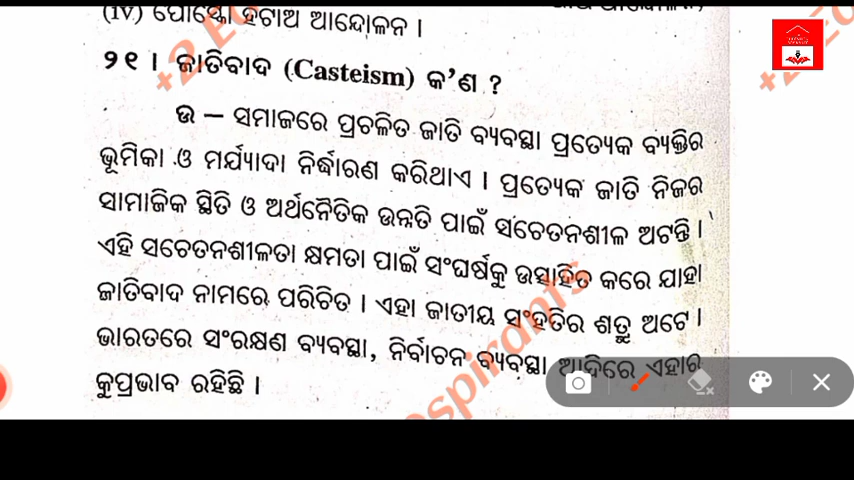 (iv) ପୋସ୍କୋ ହଟାଅ ଆନ୍ଦୋଳନ ।
୨୧ । ଜାତିବାଦ (Casteism) କ’ଣ ?
ଉ – ସମାଜରେ ପ୍ରଚଳିତ ଜାତି ବ୍ୟବସ୍ଥା ପ୍ରତ୍ୟେକ ବ୍ୟକ୍ତିର
ଭୂମିକା ଓ ମର୍ଯ୍ୟାଦା ନିର୍ଦ୍ଧାରଣ କରିଥାଏ । ପ୍ରତ୍ୟେକ ଜାତି ନିଜର
ସାମାଜିକ ସ୍ଥିତି ଓ ଅର୍ଥନୈତିକ ଉନ୍ନତି ପାଇଁ ସଚେତନଶୀଳ ଅଟନ୍ତି ।
ଏହି ସଚେତନଶୀଳତା କ୍ଷମତା ପାଇଁ ସଂଘର୍ଷକୁ ଉତ୍ସାହିତ କରେ ଯାହା
ଜାତିବାଦ ନାମରେ ପରିଚିତ । ଏହା ଜାତୀୟ ସଂହତିର ଶତ୍ରୁ ଅଟେ ।
ଭାରତରେ ସଂରକ୍ଷଣ ବ୍ୟବସ୍ଥା, ନିର୍ବାଚନ ବ୍ୟବସ୍ଥା ଆଦିରେ ଏହାର
କୁପ୍ରଭାବ ରହିଛି ।